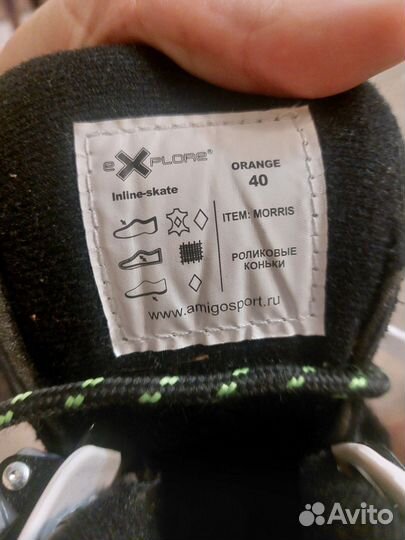 eXPLORE®
Inline-skate
ORANGE
40
ITEM: MORRIS
РОЛИКОВЫЕ
КОНЬКИ
www.amigosport.ru
Avito